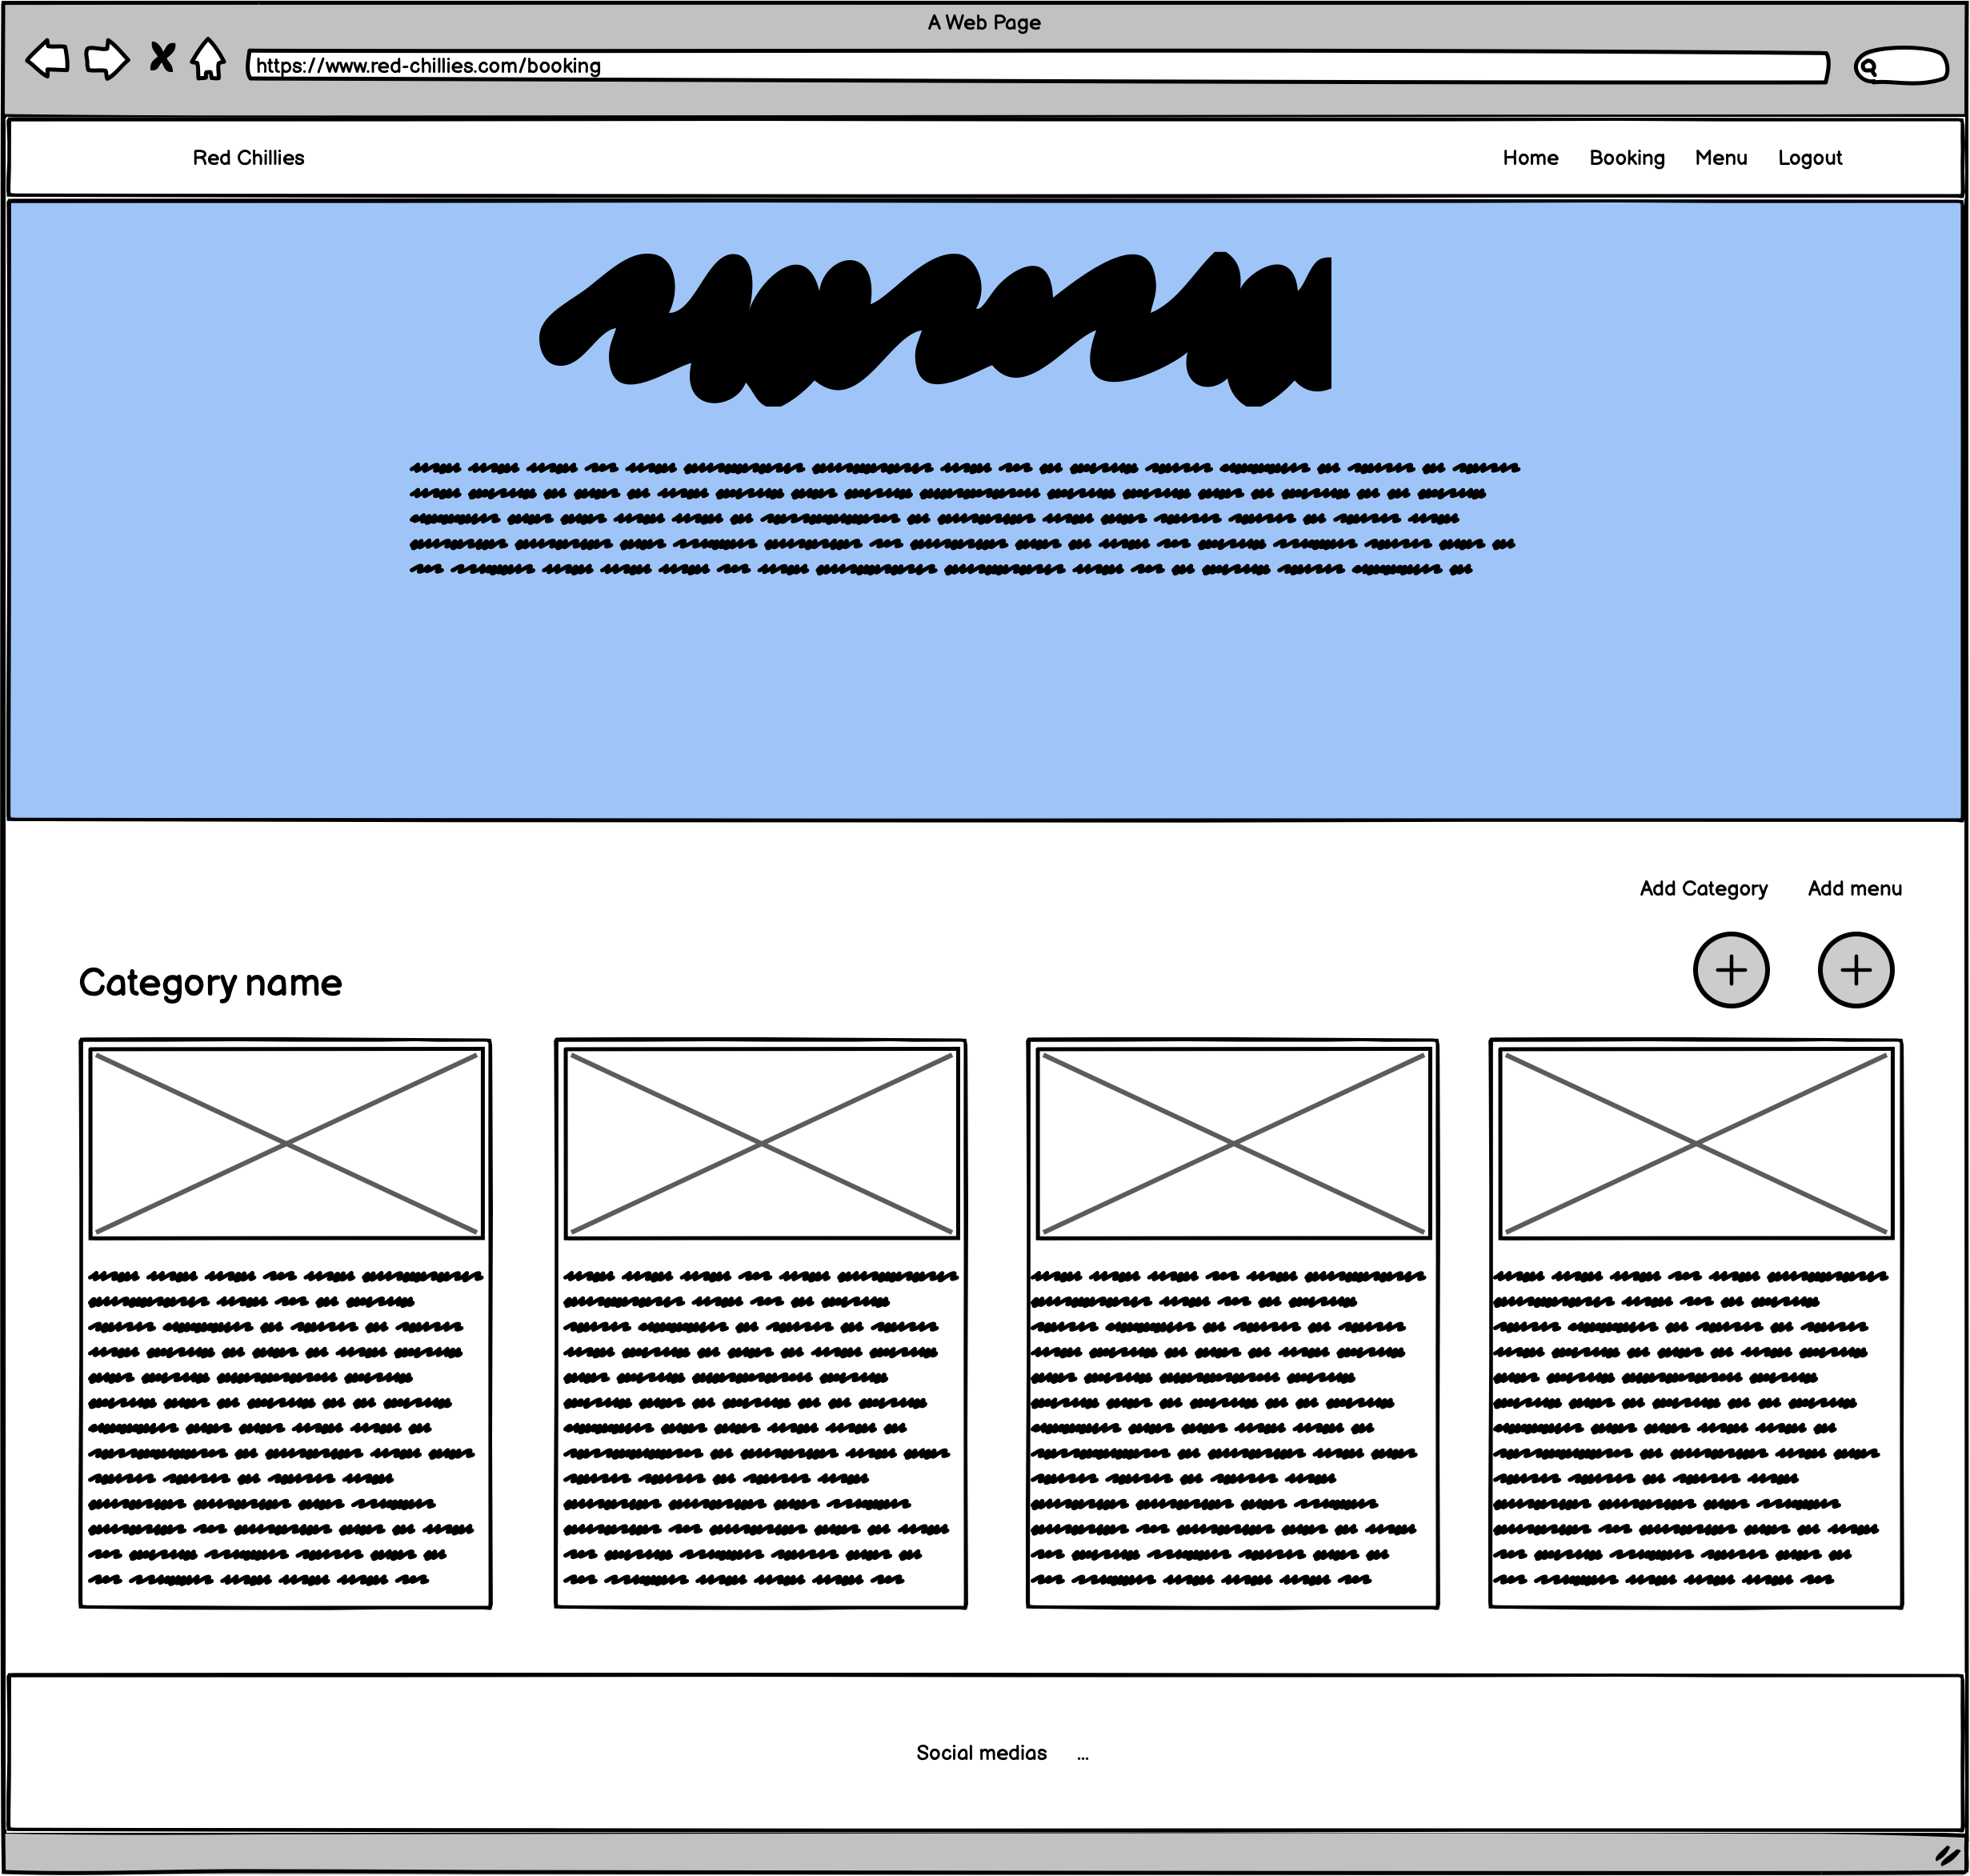 A Web Page
https://www.red-chillies.com/booking
Red Chillies Home Booking Menu Logout
Add Category Add menu
Category name
Social medias ...